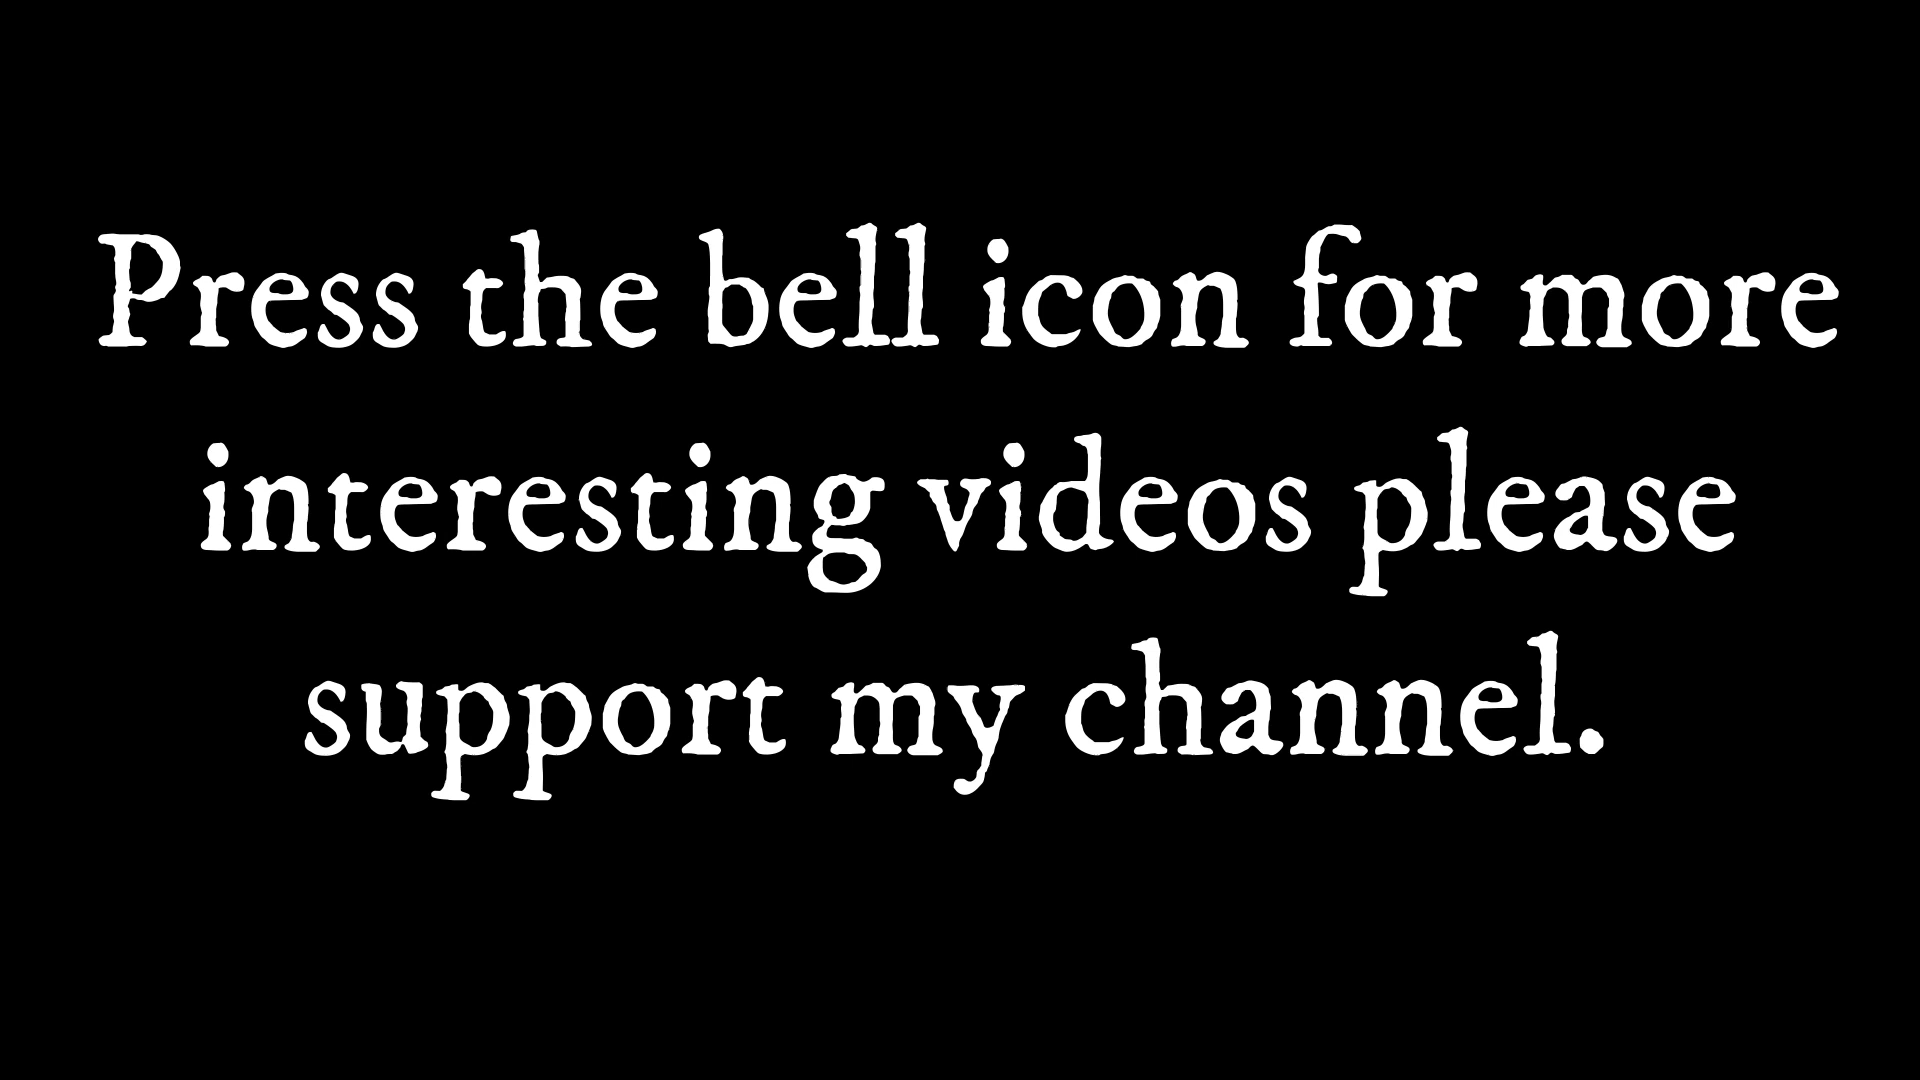 Press the bell icon for more
interesting videos please
support my channel.